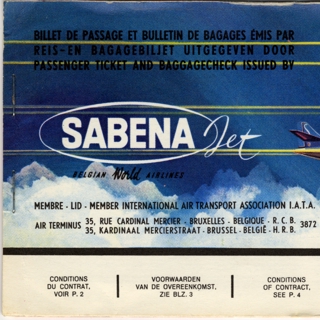 BILLET DE PASSAGE ET BULLETIN DE BAGAGES ÉMIS PAR
REIS-EN BAGAGEBILJET UITGEGEVEN DOOR
PASSENGER TICKET AND BAGGAGECHECK ISSUED BY
SABENA Jet
BELGIAN World AIRLINES
MEMBRE - LID - MEMBER INTERNATIONAL AIR TRANSPORT ASSOCIATION I.A.T.A.
AIR TERMINUS 35, RUE CARDINAL MERCIER - BRUXELLES - BELGIQUE - R. C. B. 3872
35, KARDINAAL MERCIERSTRAAT - BRUSSEL - BELGIË - H. R. B.
CONDITIONS DU CONTRAT, VOIR P. 2
VOORWAARDEN VAN DE OVEREENKOMST, ZIE BLZ. 3
CONDITIONS OF CONTRACT, SEE P. 4